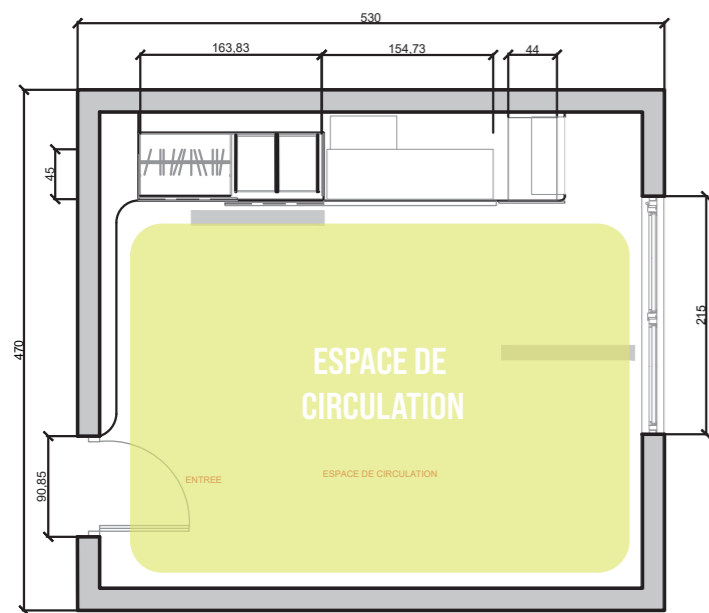 530
163,83
154,73
44
45
215
470
ESPACE DE
CIRCULATION
ENTREE
ESPACE DE CIRCULATION
90,85